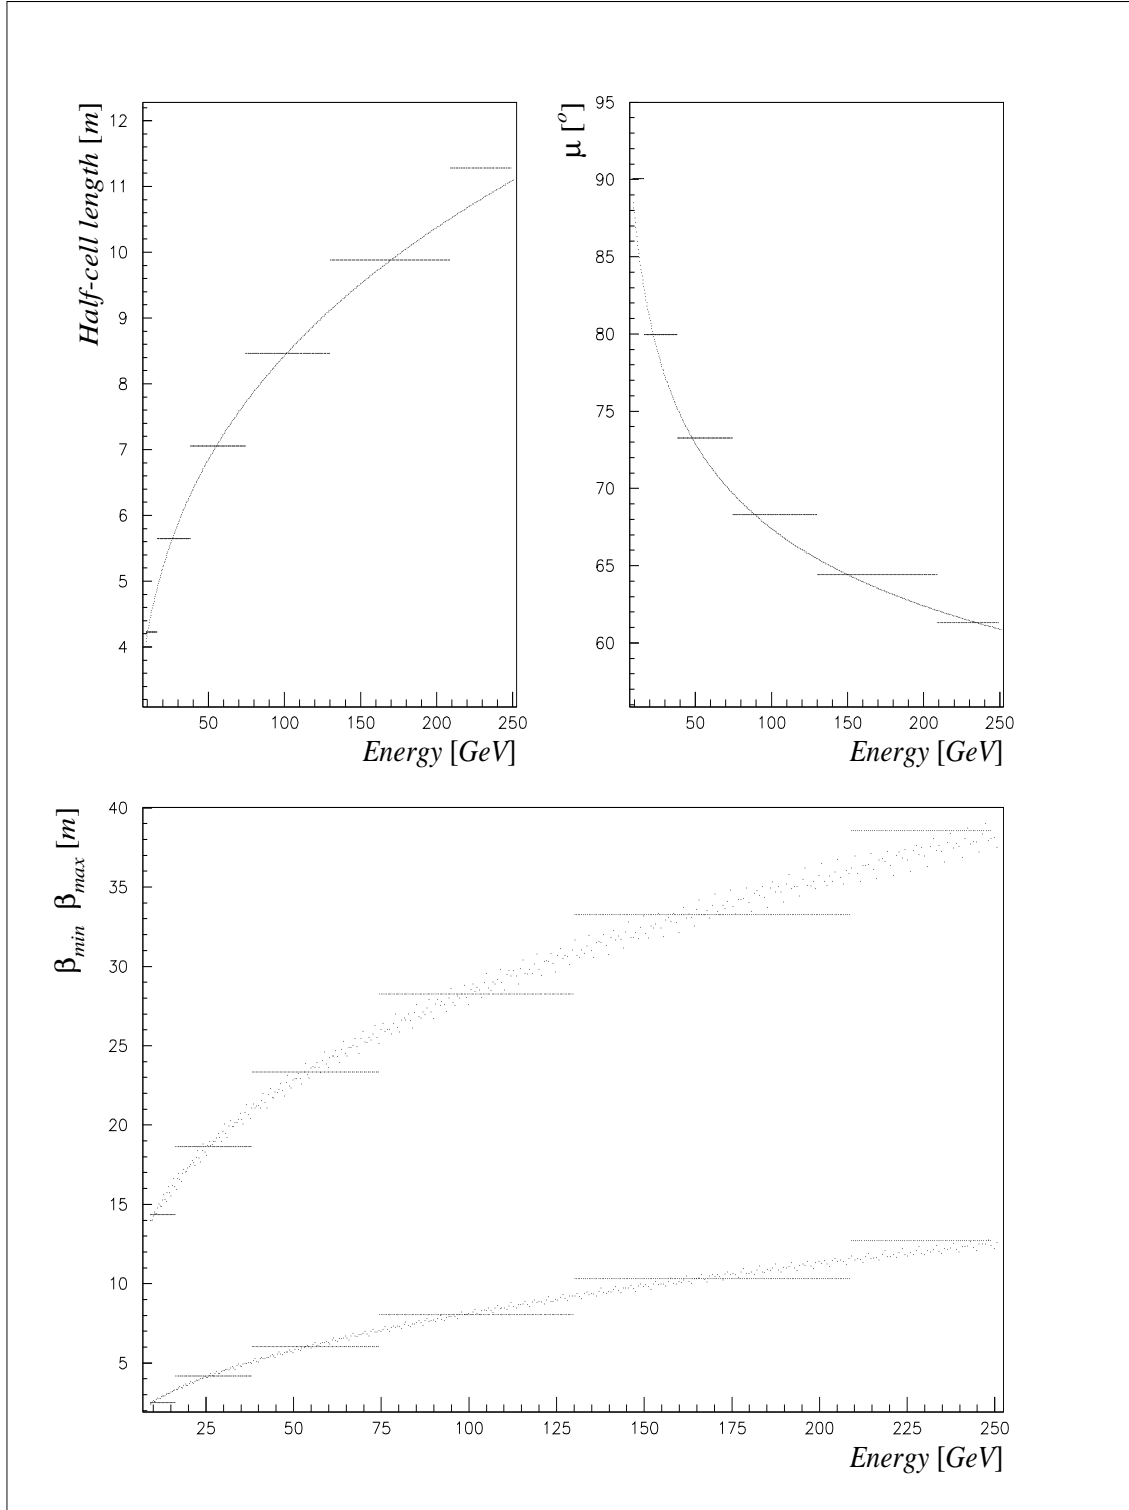 Half-cell length [m]
12
11
10
9
8
7
6
5
4
50 100 150 200 250
Energy [GeV]
μ [o]
95
90
85
80
75
70
65
60
50 100 150 200 250
Energy [GeV]
βmin βmax [m]
40
35
30
25
20
15
10
5
25 50 75 100 125 150 175 200 225 250
Energy [GeV]